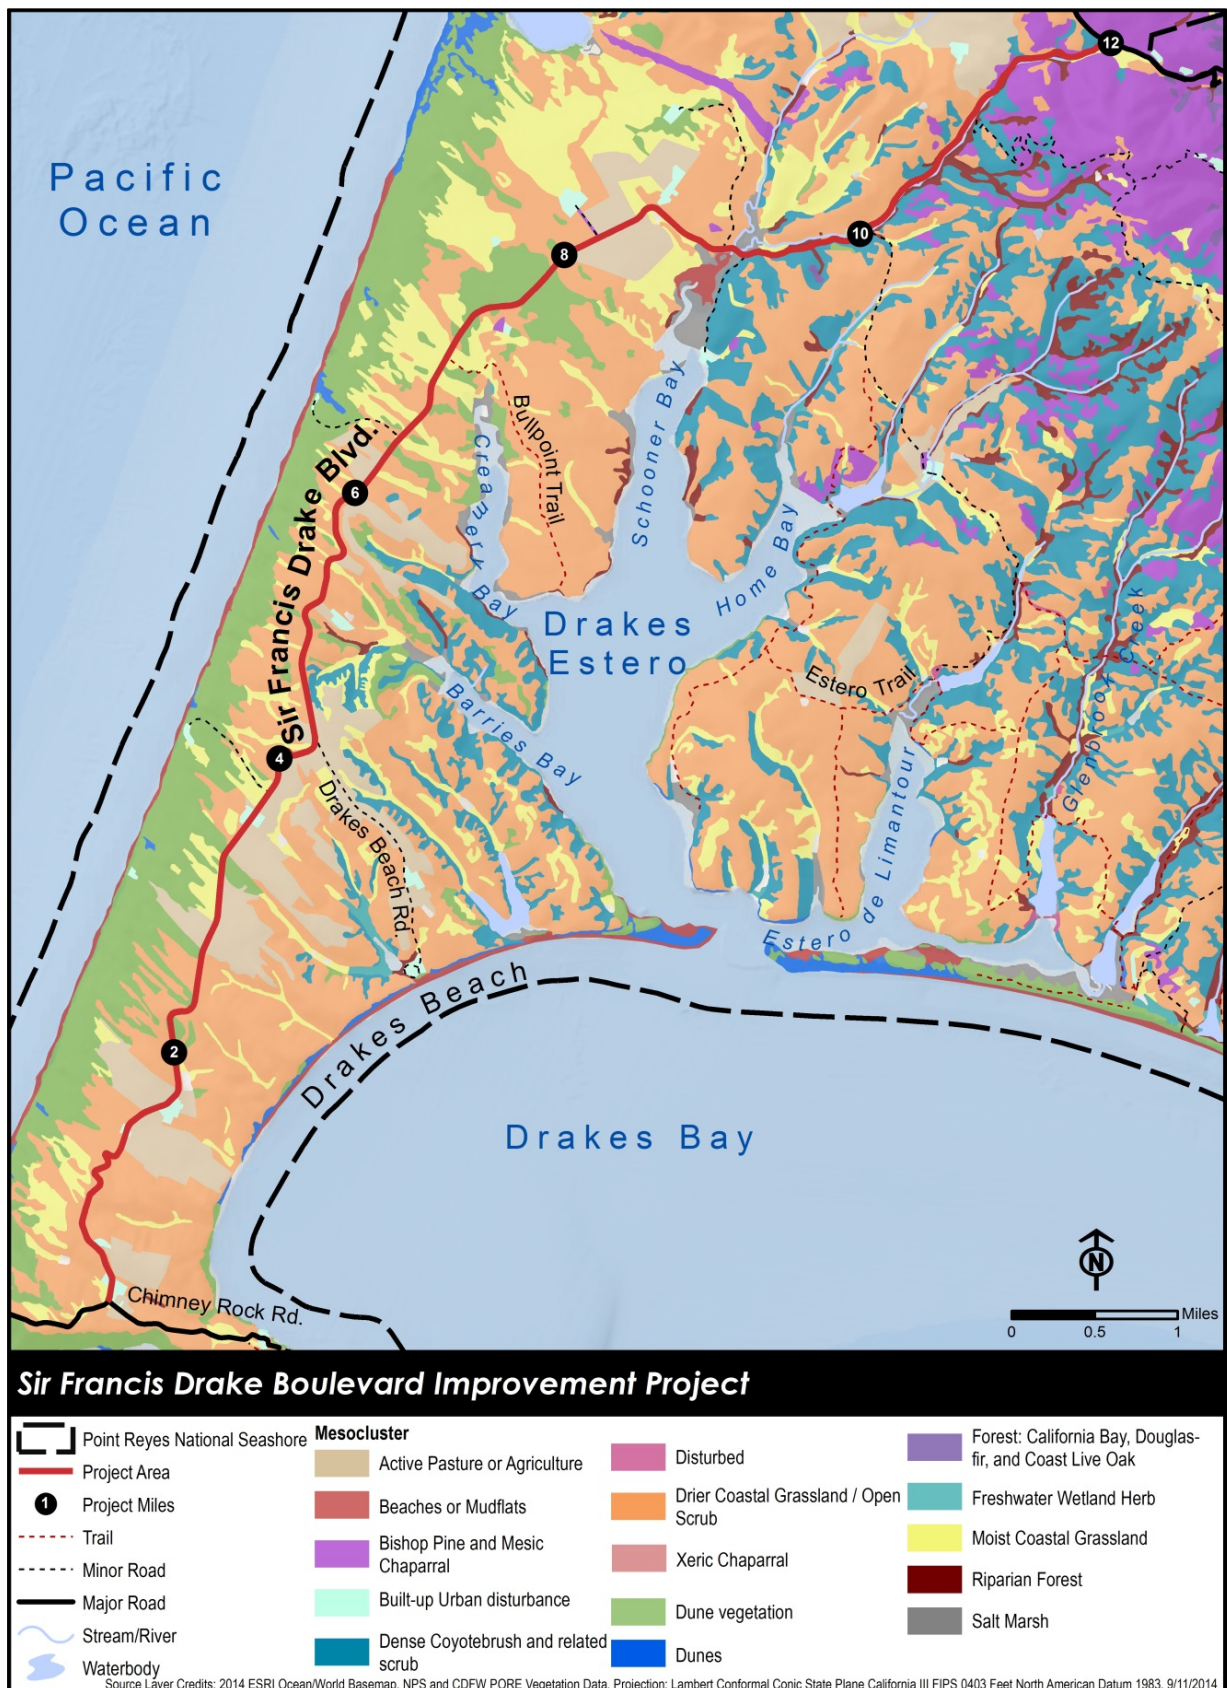 12
Pacific
Ocean
10
8
Schooner Bay
Bullpoint Trail
Creamery Bay
Sir Francis Drake Blvd.
6
Home Bay
Drakes
Estero
Glenbrook Creek
Estero Trail
Barries Bay
4
Drakes Beach Rd.
Estero de Limantour
Drakes Beach
2
Drakes Bay
N
Chimney Rock Rd.
Miles
0 0.5 1
Sir Francis Drake Boulevard Improvement Project
Point Reyes National Seashore
Project Area
1 Project Miles
Trail
Minor Road
Major Road
Stream/River
Waterbody
Mesocluster
Active Pasture or Agriculture
Beaches or Mudflats
Bishop Pine and Mesic
Chaparral
Built-up Urban disturbance
Dense Coyotebrush and related
scrub
Disturbed
Drier Coastal Grassland / Open
Scrub
Xeric Chaparral
Dune vegetation
Dunes
Forest: California Bay, Douglas-
fir, and Coast Live Oak
Freshwater Wetland Herb
Moist Coastal Grassland
Riparian Forest
Salt Marsh
Source Layer Credits: 2014 ESRI Ocean/World Basemap, NPS and CDFW PORE Vegetation Data. Projection: Lambert Conformal Conic State Plane California III FIPS 0403 Feet North American Datum 1983. 9/11/2014